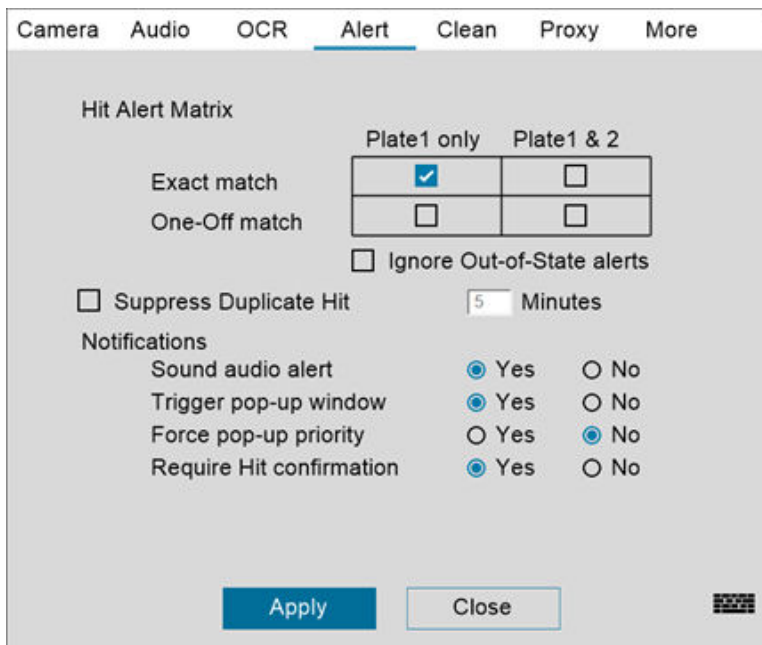 Camera Audio OCR Alert Clean Proxy More
Hit Alert Matrix
Plate1 only Plate1 & 2
Exact match
One-Off match
Ignore Out-of-State alerts
Suppress Duplicate Hit 5 Minutes
Notifications
Sound audio alert Yes No
Trigger pop-up window Yes No
Force pop-up priority Yes No
Require Hit confirmation Yes No
Apply Close